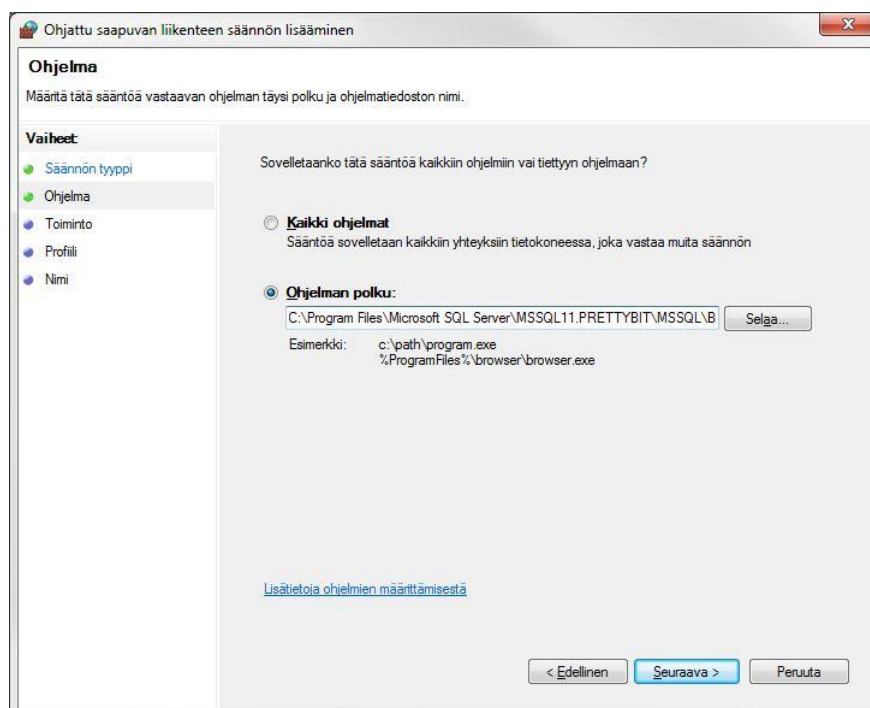 Ohjattu saapuvan liikenteen säännön lisääminen
Ohjelma
Määritä tätä sääntöä vastaavan ohjelman täysi polku ja ohjelmatiedoston nimi.
Vaiheet:
Säännön tyyppi
Ohjelma
Toiminto
Profiili
Nimi
Sovelletaanko tätä sääntöä kaikkiin ohjelmiin vai tiettyyn ohjelmaan?
Kaikki ohjelmat
Sääntöä sovelletaan kaikkiin yhteyksiin tietokoneessa, joka vastaa muita säännön
Ohjelman polku:
C:\Program Files\Microsoft SQL Server\MSSQL11.PRETTYBIT\MSSQL\B
Selaa...
Esimerkki: c:\path\program.exe
%ProgramFiles%\browser\browser.exe
Lisätietoja ohjelmien määrittämisestä
< Edellinen Seuraava > Peruuta